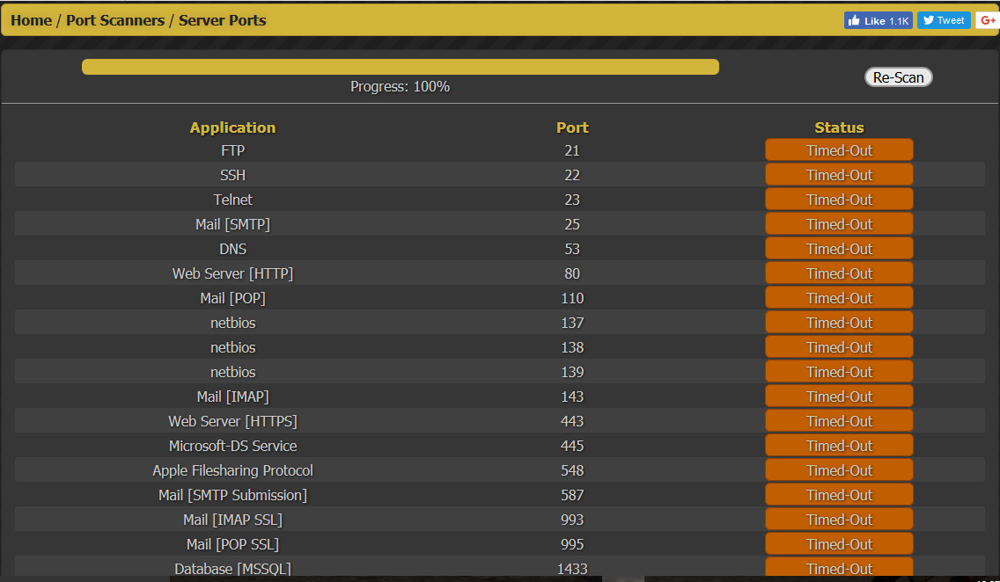 Home / Port Scanners / Server Ports
Like 1.1K
Tweet
G+
Progress: 100%
Re-Scan
Application Port Status
FTP 21 Timed-Out
SSH 22 Timed-Out
Telnet 23 Timed-Out
Mail [SMTP] 25 Timed-Out
DNS 53 Timed-Out
Web Server [HTTP] 80 Timed-Out
Mail [POP] 110 Timed-Out
netbios 137 Timed-Out
netbios 138 Timed-Out
netbios 139 Timed-Out
Mail [IMAP] 143 Timed-Out
Web Server [HTTPS] 443 Timed-Out
Microsoft-DS Service 445 Timed-Out
Apple Filesharing Protocol 548 Timed-Out
Mail [SMTP Submission] 587 Timed-Out
Mail [IMAP SSL] 993 Timed-Out
Mail [POP SSL] 995 Timed-Out
Database [MSSQL] 1433 Timed-Out